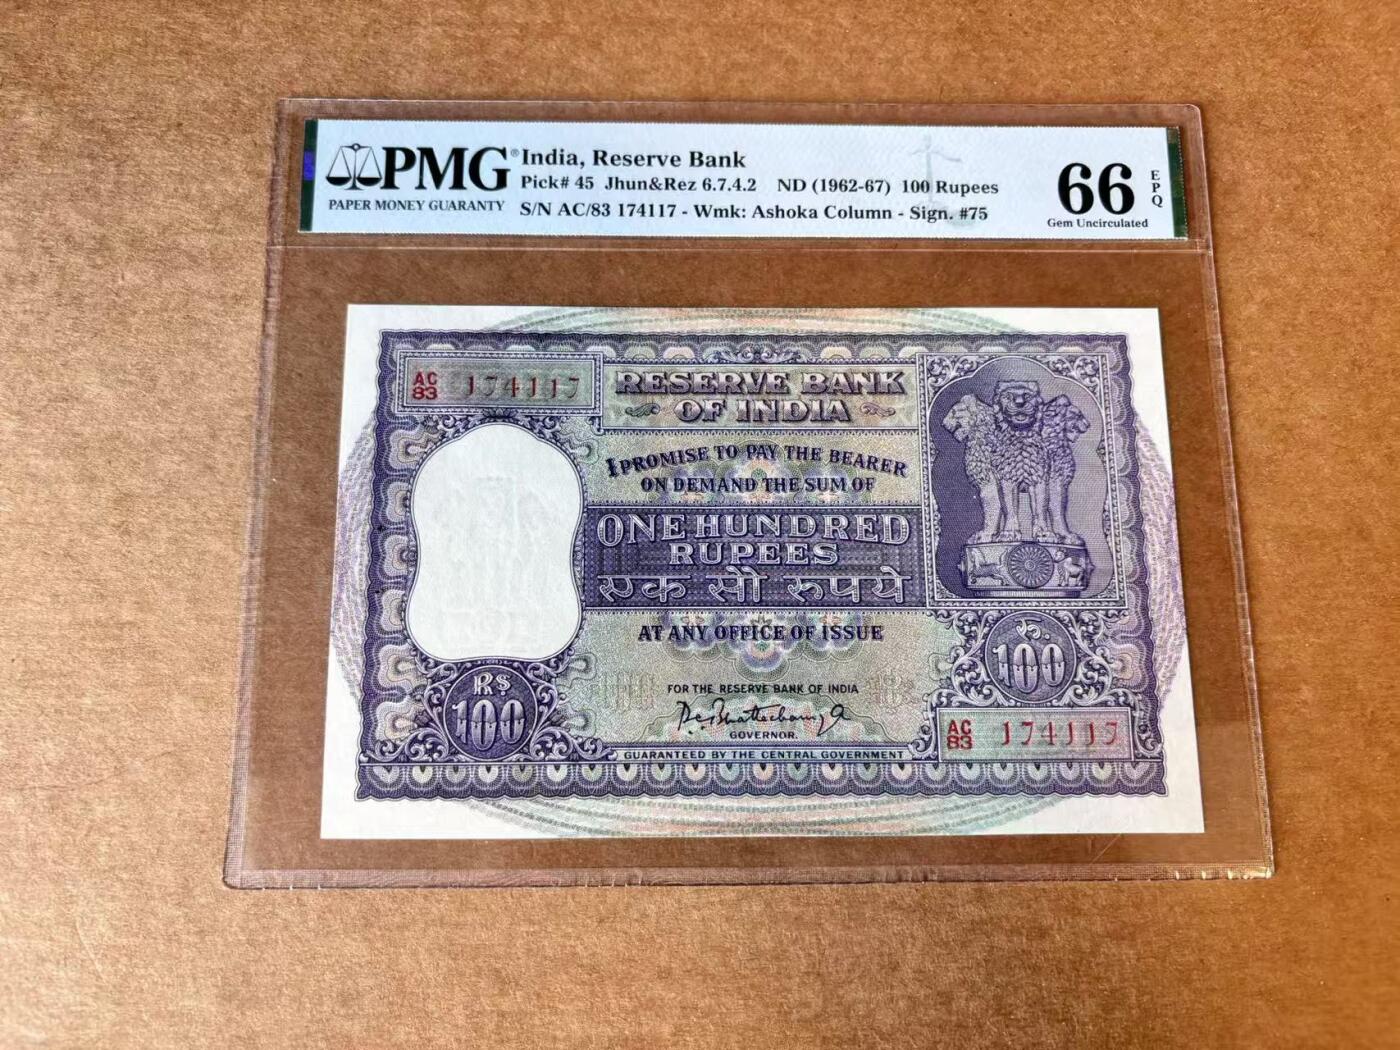 PMG®
PAPER MONEY GUARANTY
India, Reserve Bank
Pick# 45 Jhun&Rez 6.7.4.2 ND (1962-67) 100 Rupees
S/N AC/83 174117 - Wmk: Ashoka Column - Sign. #75
66
EPQ
Gem Uncirculated
AC
83 174117
RESERVE BANK
OF INDIA
I PROMISE TO PAY THE BEARER
ON DEMAND THE SUM OF
ONE HUNDRED
RUPEES
एक सौ रुपये
AT ANY OFFICE OF ISSUE
FOR THE RESERVE BANK OF INDIA
GOVERNOR.
GUARANTEED BY THE CENTRAL GOVERNMENT
RS
100
रु.
100
AC
83 174117